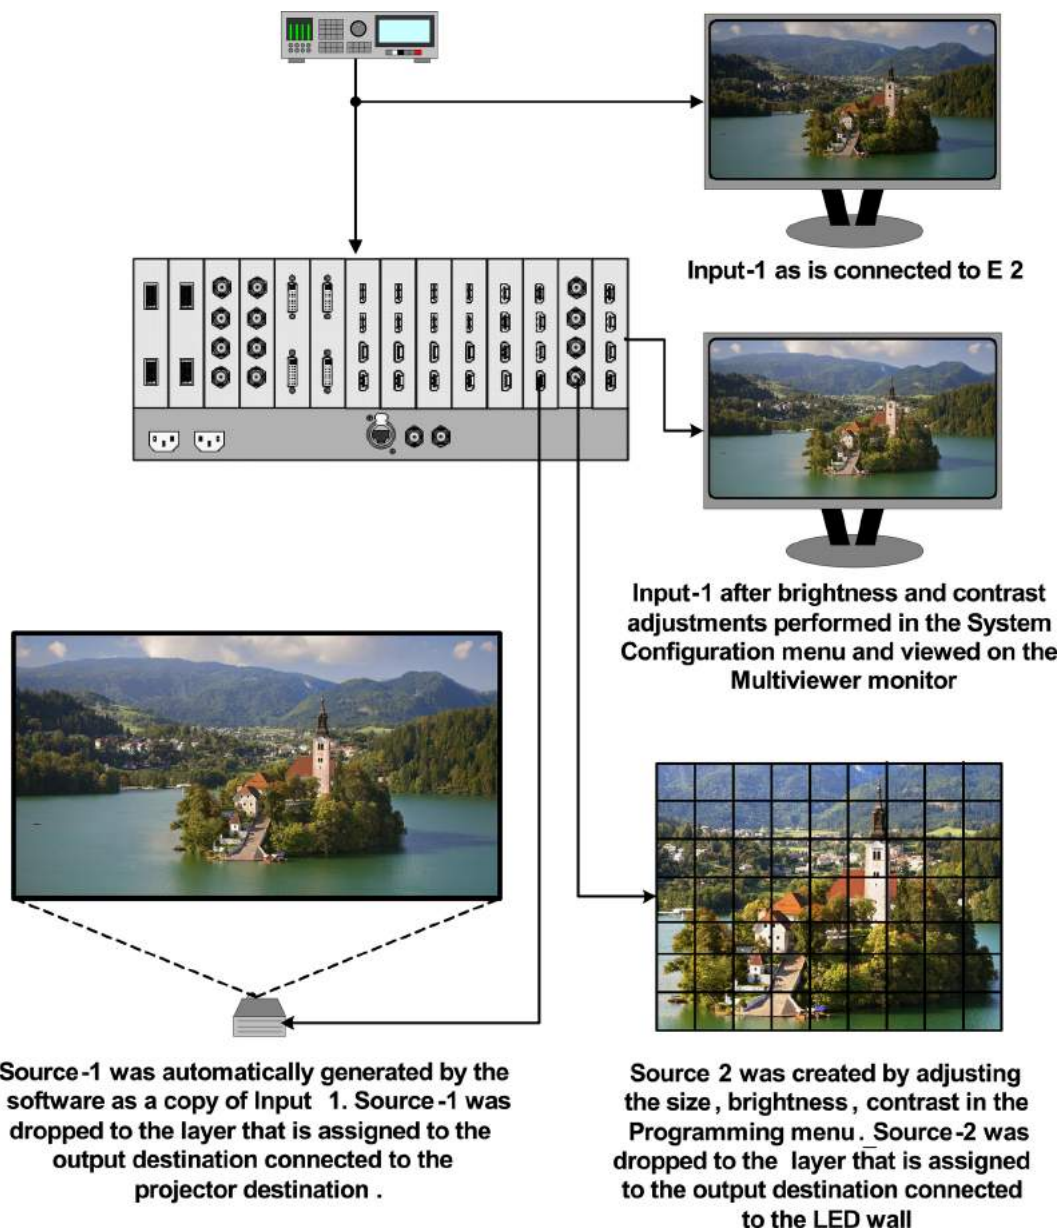 Input-1 as is connected to E 2
Input-1 after brightness and contrast
adjustments performed in the System
Configuration menu and viewed on the
Multiviewer monitor
Source-1 was automatically generated by the
software as a copy of Input 1. Source-1 was
dropped to the layer that is assigned to the
output destination connected to the
projector destination .
Source 2 was created by adjusting
the size, brightness, contrast in the
Programming menu. Source-2 was
dropped to the layer that is assigned
to the output destination connected
to the LED wall